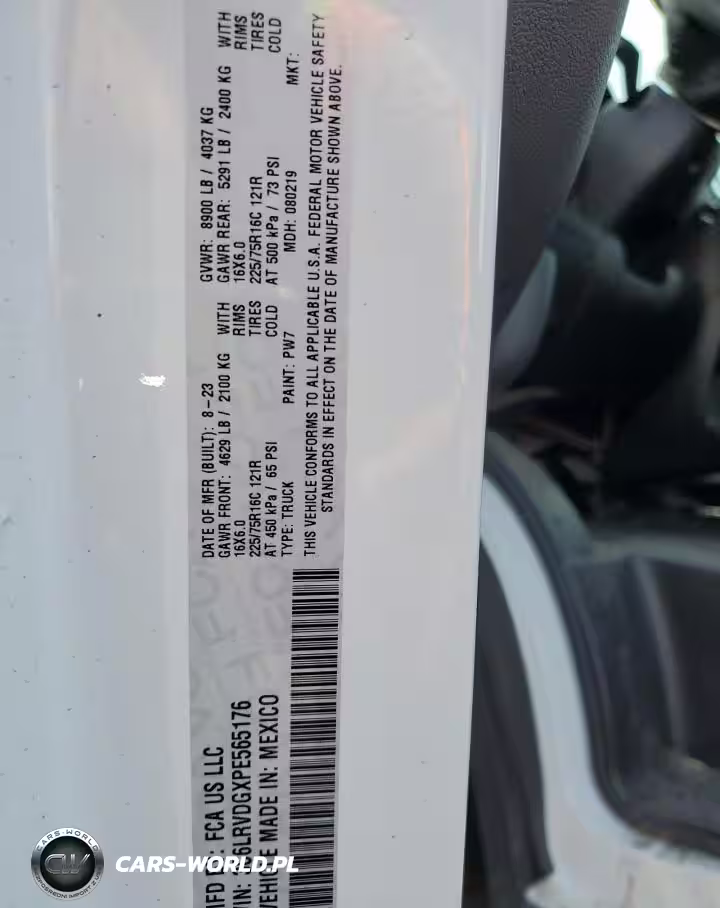 MFD BY: FCA US LLC
6LRVDGXPE565176
VEHICLE MADE IN: MEXICO
DATE OF MFR (BUILT): 8-23 GVWR: 8900 LB / 4037 KG
GAWR FRONT: 4629 LB / 2100 KG WITH GAWR REAR: 5291 LB / 2400 KG WITH
16X6.0 RIMS 16X6.0 RIMS
225/75R16C 121R TIRES 225/75R16C 121R TIRES
AT 450 kPa / 65 PSI COLD AT 500 kPa / 73 PSI COLD
TYPE: TRUCK PAINT: PW7 MDH: 080219 MKT:
THIS VEHICLE CONFORMS TO ALL APPLICABLE U.S.A. FEDERAL MOTOR VEHICLE SAFETY
STANDARDS IN EFFECT ON THE DATE OF MANUFACTURE SHOWN ABOVE.
CARS-WORLD
CW
CARS-WORLD.PL